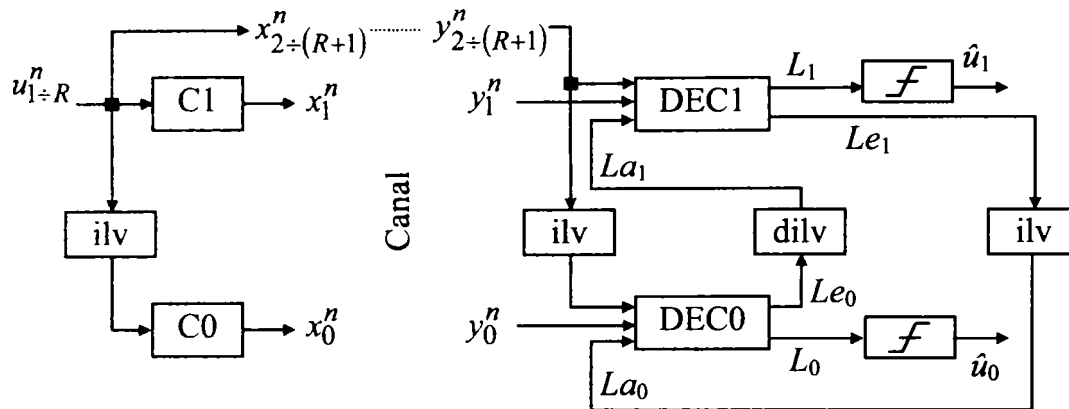 x^n_{2÷(R+1)} ........ y^n_{2÷(R+1)}
u^n_{1÷R}
C1
x^n_1
y^n_1
DEC1
L_1
û_1
Le_1
La_1
Canal
ilv
ilv
dilv
ilv
C0
x^n_0
y^n_0
DEC0
Le_0
L_0
û_0
La_0